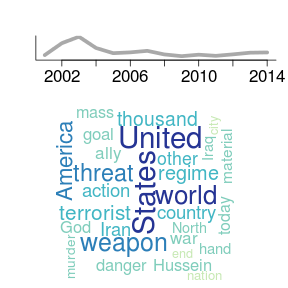 2002 2006 2010 2014
mass
thousand
city
goal
United
America
ally
other
Iraq
material
threat
regime
States
action
world
terrorist
country
today
God
Iran
North
murder
weapon
war
hand
end
danger
Hussein
nation